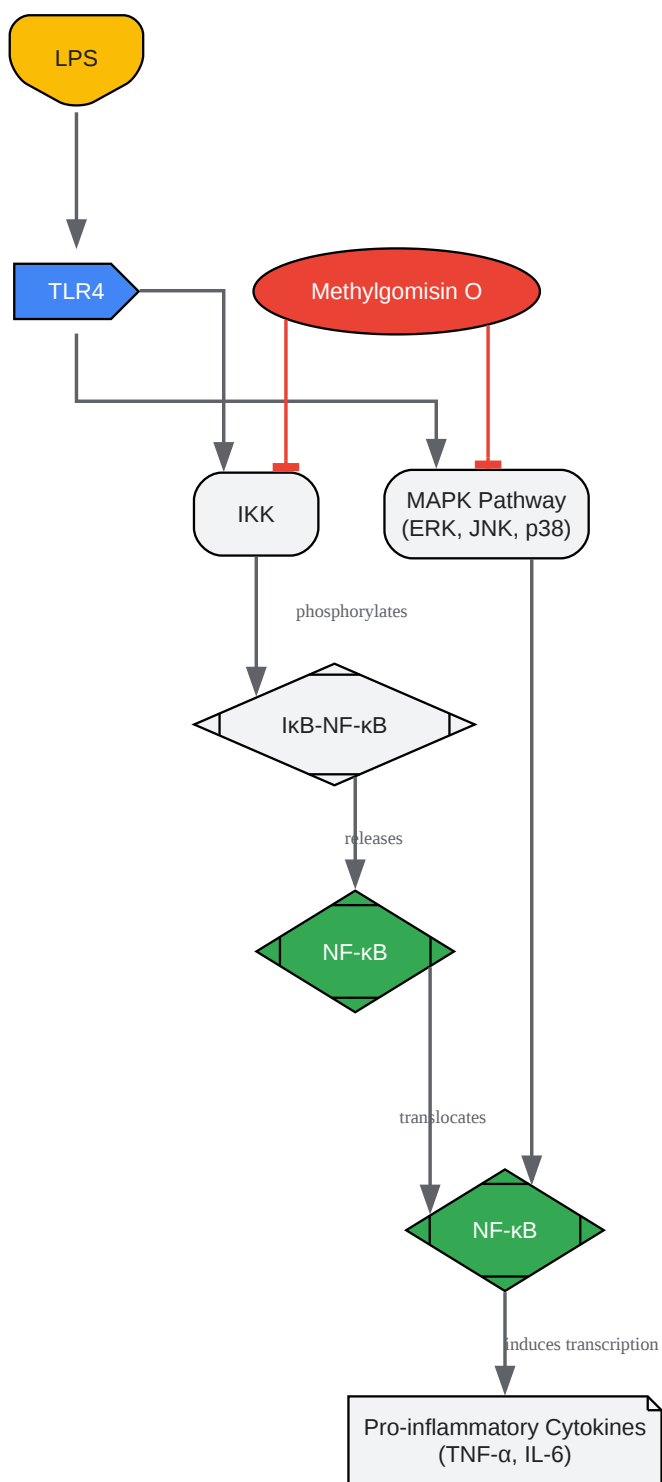 LPS
TLR4
Methylgomisin O
IKK
MAPK Pathway
(ERK, JNK, p38)
phosphorylates
IκB-NF-κB
releases
NF-κB
translocates
NF-κB
induces transcription
Pro-inflammatory Cytokines
(TNF-α, IL-6)